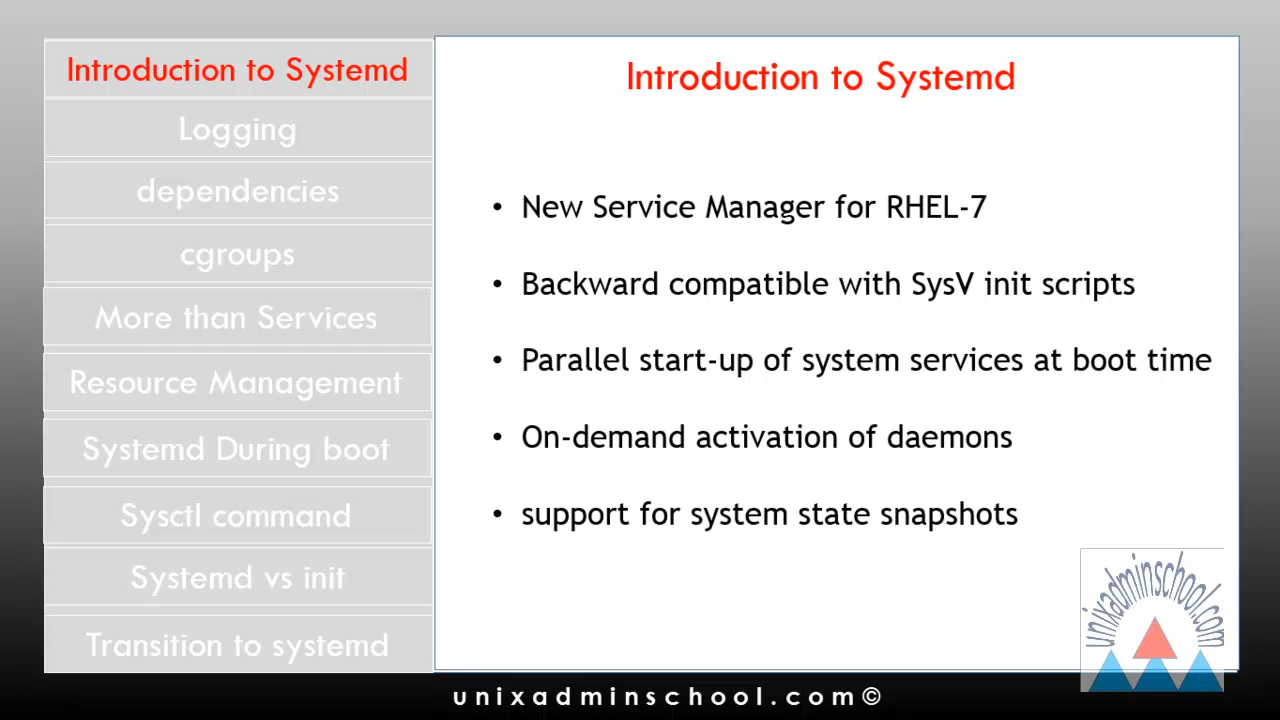 Introduction to Systemd
Logging
dependencies
cgroups
More than Services
Resource Management
Systemd During boot
Sysctl command
Systemd vs init
Transition to systemd
Introduction to Systemd
• New Service Manager for RHEL-7
• Backward compatible with SysV init scripts
• Parallel start-up of system services at boot time
• On-demand activation of daemons
• support for system state snapshots
unixadminschool.com
unixadminschool.com©